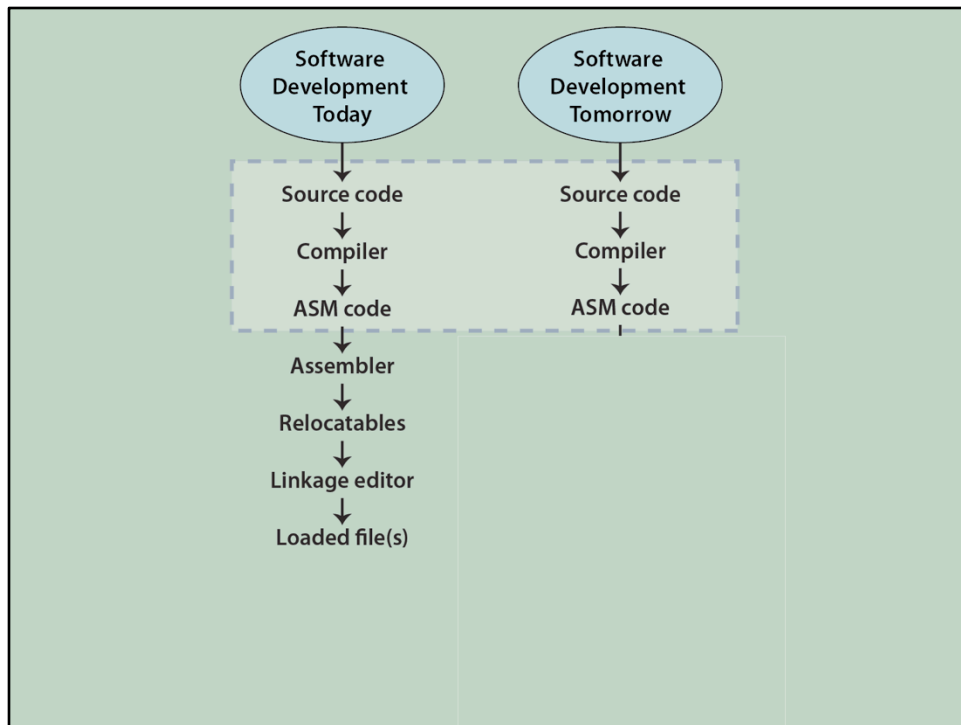 Software
Development
Today
Software
Development
Tomorrow
Source code
Source code
Compiler
Compiler
ASM code
ASM code
Assembler
Relocatables
Linkage editor
Loaded file(s)